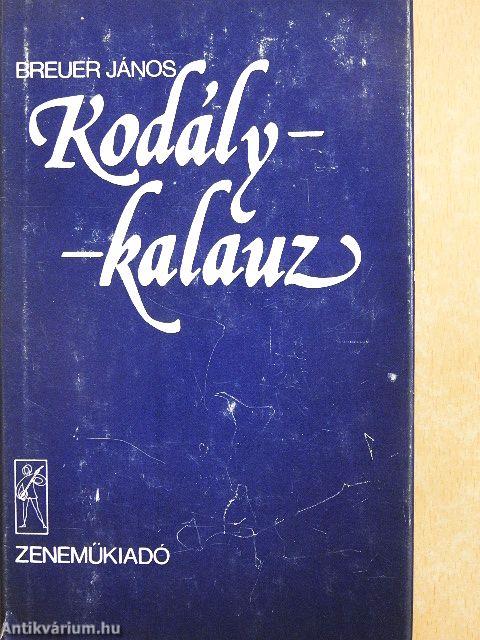 BREUER JÁNOS
Kodály-
-kalauz
ZENEMŰKIADÓ
Antikvárium.hu